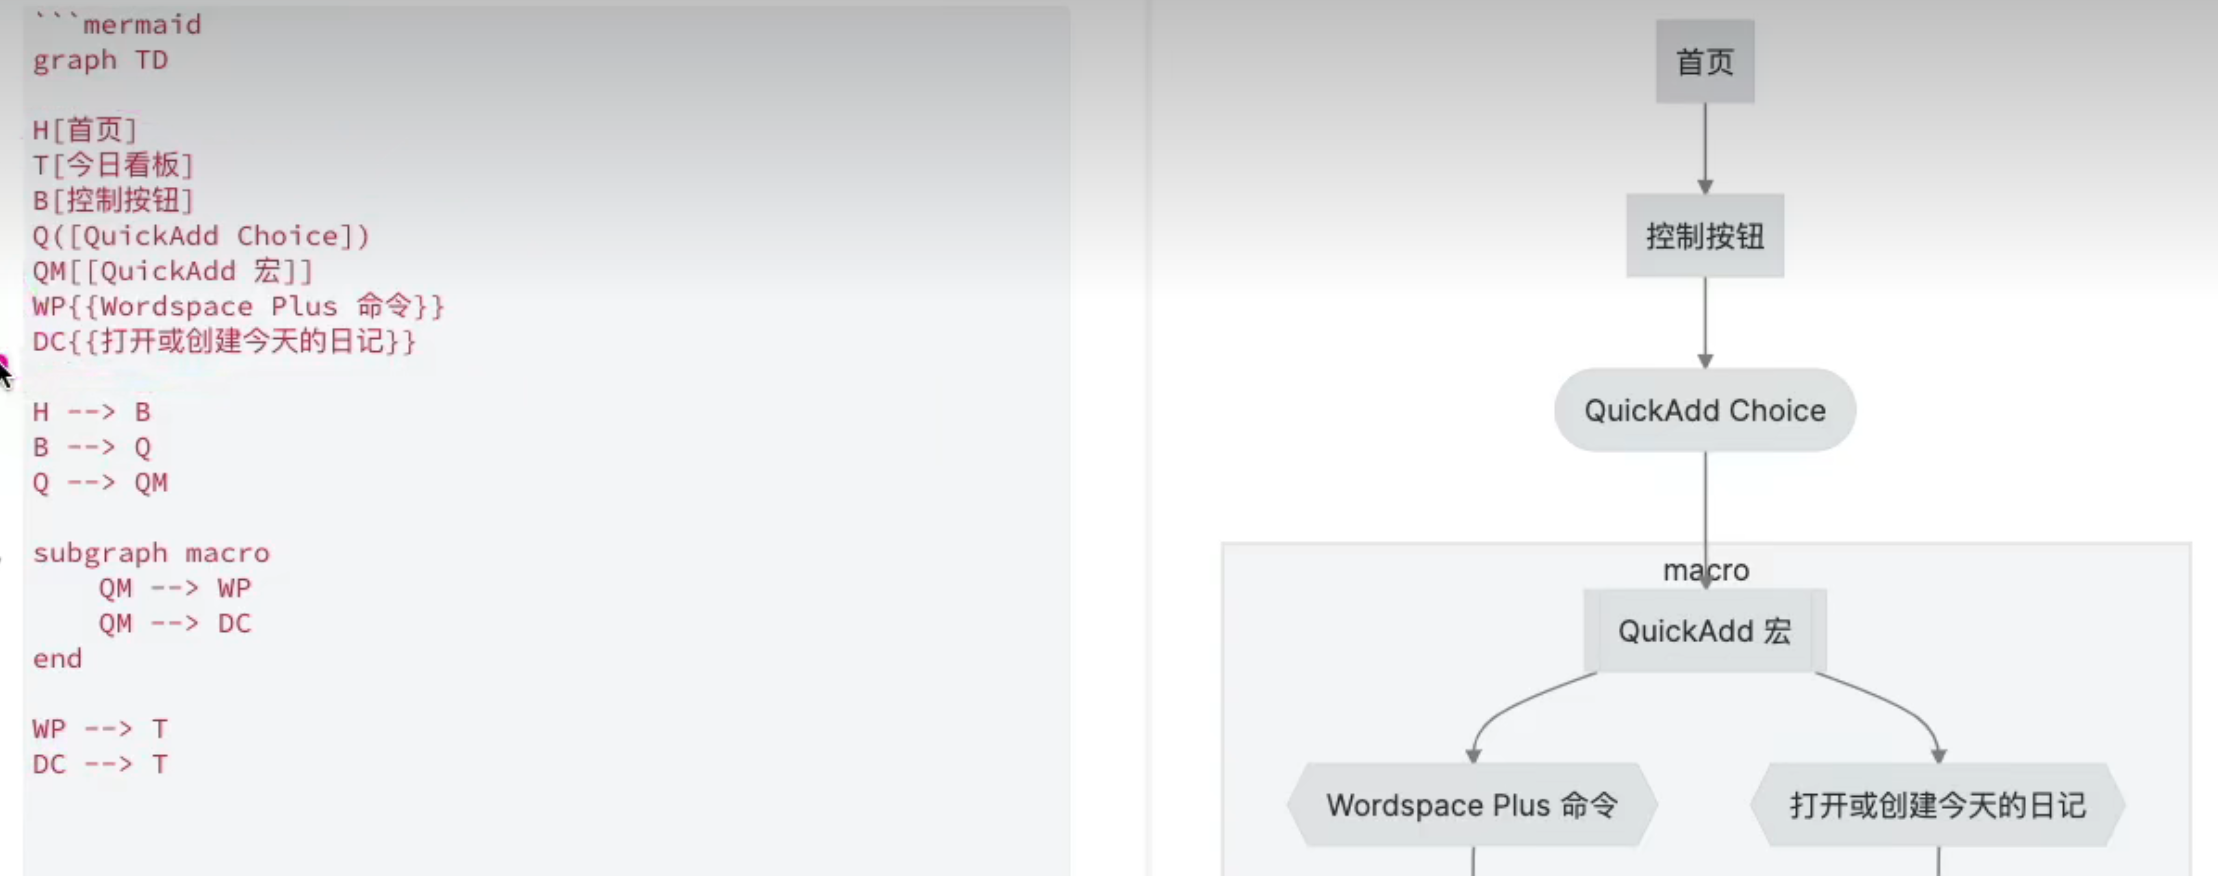 ```mermaid
graph TD
H[首页]
T[今日看板]
B[控制按钮]
Q([QuickAdd Choice])
QM[[QuickAdd 宏]]
WP{{Wordspace Plus 命令}}
DC{{打开或创建今天的日记}}
H --> B
B --> Q
Q --> QM
subgraph macro
    QM --> WP
    QM --> DC
end
WP --> T
DC --> T
首页
控制按钮
QuickAdd Choice
macro
QuickAdd 宏
Wordspace Plus 命令
打开或创建今天的日记